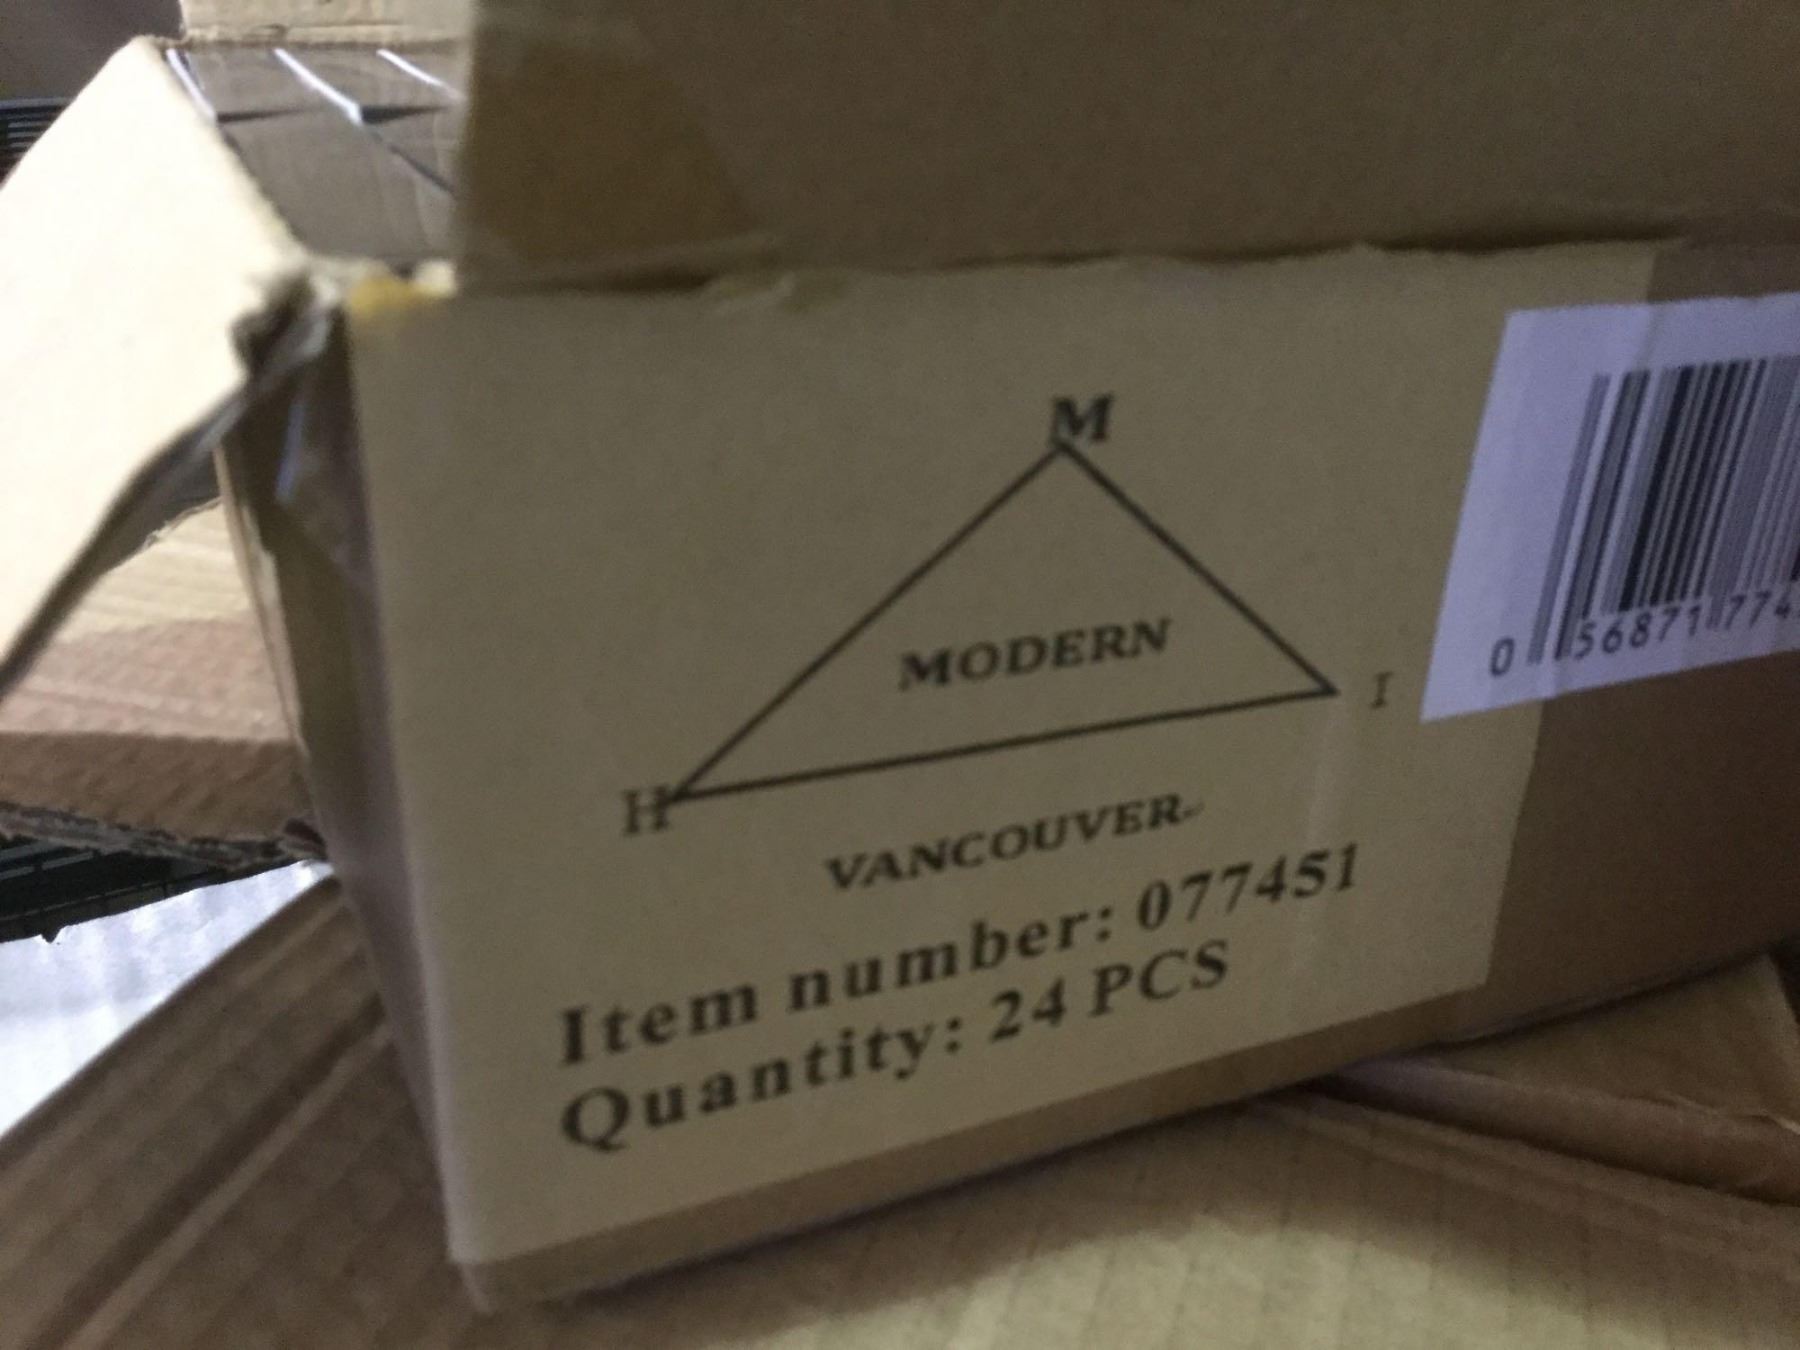 M
MODERN
H I
VANCOUVER
Item number: 077451
Quantity: 24 PCS
0 56871 774